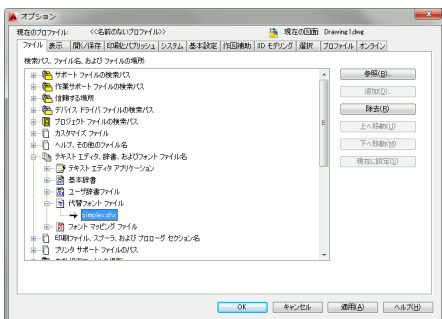 オプション
現在のプロファイル: <<名前のないプロファイル>> 現在の図面: Drawing1.dwg
ファイル 表示 開く/保存 印刷とパブリッシュ システム 基本設定 作図補助 3D モデリング 選択 プロファイル オンライン
検索パス、ファイル名、および ファイルの場所:
サポート ファイルの検索パス
作業サポート ファイルの検索パス
信頼する場所
デバイス ドライバ ファイルの検索パス
プロジェクト ファイルの検索パス
カスタマイズ ファイル
ヘルプ、その他のファイル名
テキスト エディタ、辞書、およびフォント ファイル名
テキスト エディタ アプリケーション
基本辞書
ユーザ辞書ファイル
代替フォント ファイル
simplex.shx
フォント マッピング ファイル
印刷ファイル、スプーラ、および プロローグ セクション名
プリンタ サポート ファイルのパス
参照(B)...
追加(D)...
除去(R)
上へ移動(U)
下へ移動(M)
現在に設定(S)
OK キャンセル 適用(A) ヘルプ(H)